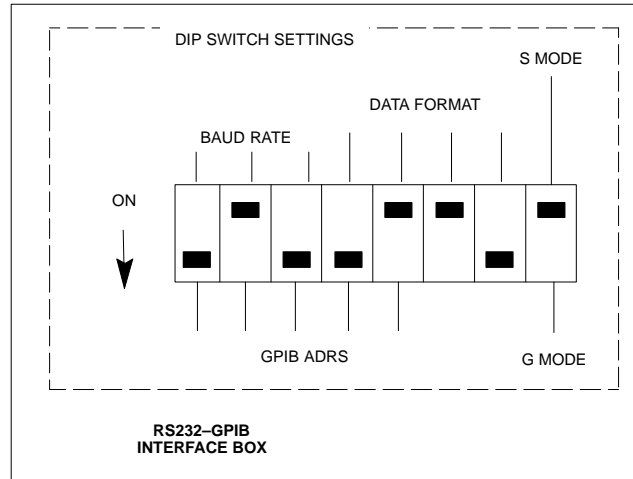 DIP SWITCH SETTINGS
S MODE
DATA FORMAT
BAUD RATE
ON
GPIB ADRS
G MODE
RS232–GPIB
INTERFACE BOX